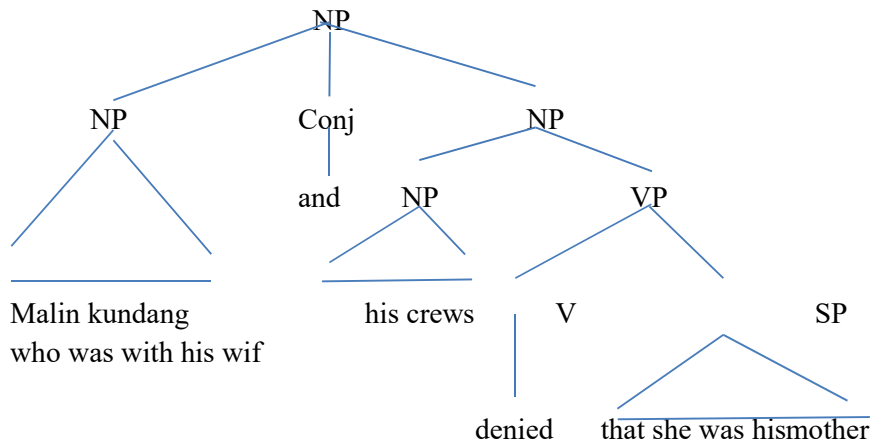 NP
NP Conj NP
and NP VP
Malin kundang his crews V SP
who was with his wif
denied that she was hismother